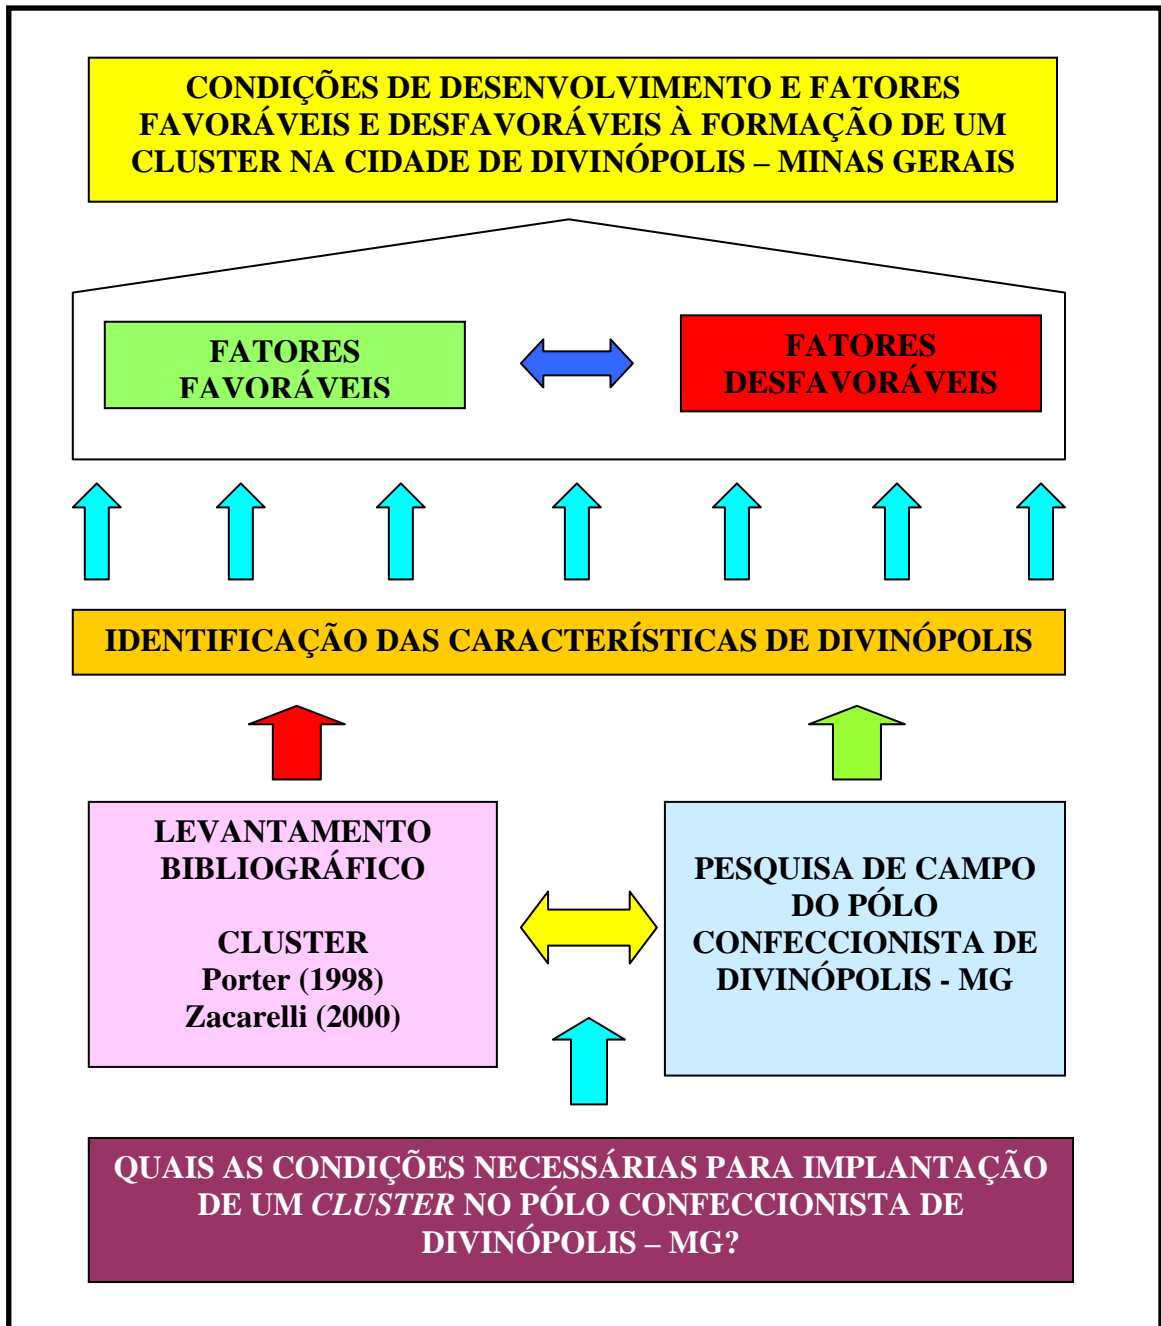 CONDIÇÕES DE DESENVOLVIMENTO E FATORES
FAVORÁVEIS E DESFAVORÁVEIS À FORMAÇÃO DE UM
CLUSTER NA CIDADE DE DIVINÓPOLIS – MINAS GERAIS
FATORES
FAVORÁVEIS
FATORES
DESFAVORÁVEIS
IDENTIFICAÇÃO DAS CARACTERÍSTICAS DE DIVINÓPOLIS
LEVANTAMENTO
BIBLIOGRÁFICO
CLUSTER
Porter (1998)
Zacarelli (2000)
PESQUISA DE CAMPO
DO PÓLO
CONFECCIONISTA DE
DIVINÓPOLIS - MG
QUAIS AS CONDIÇÕES NECESSÁRIAS PARA IMPLANTAÇÃO
DE UM CLUSTER NO PÓLO CONFECCIONISTA DE
DIVINÓPOLIS – MG?